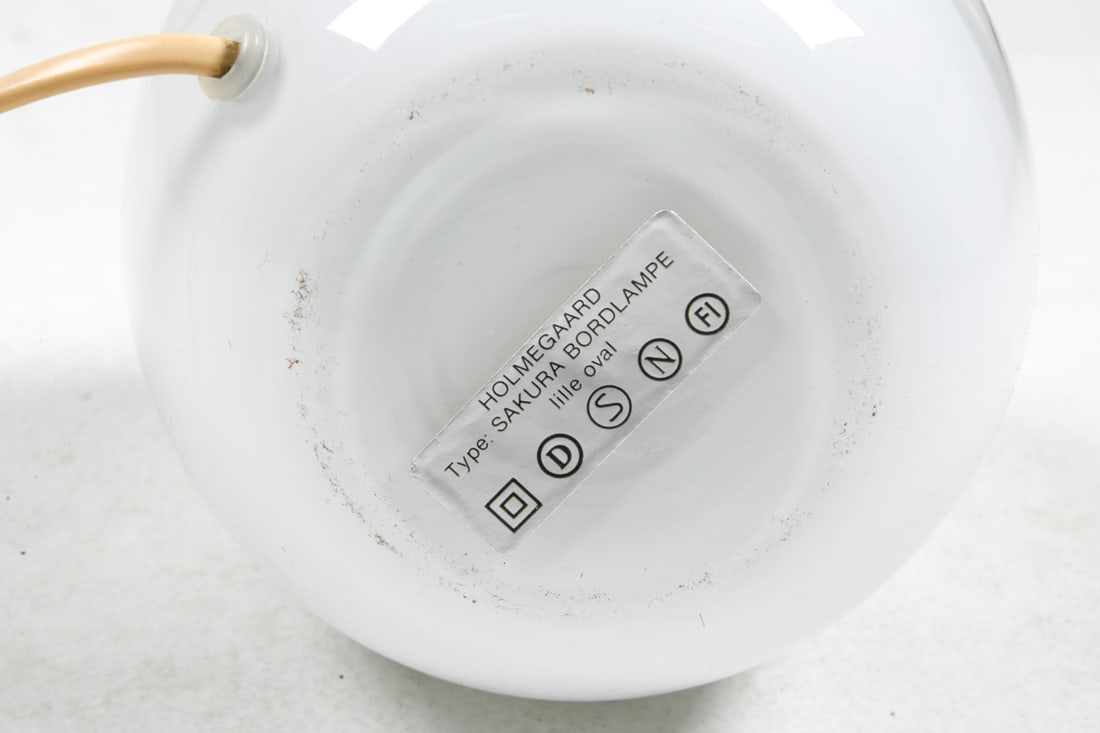 HOLMEGAARD
Type: SAKURA BORDLAMPE
lille oval
D S N FI